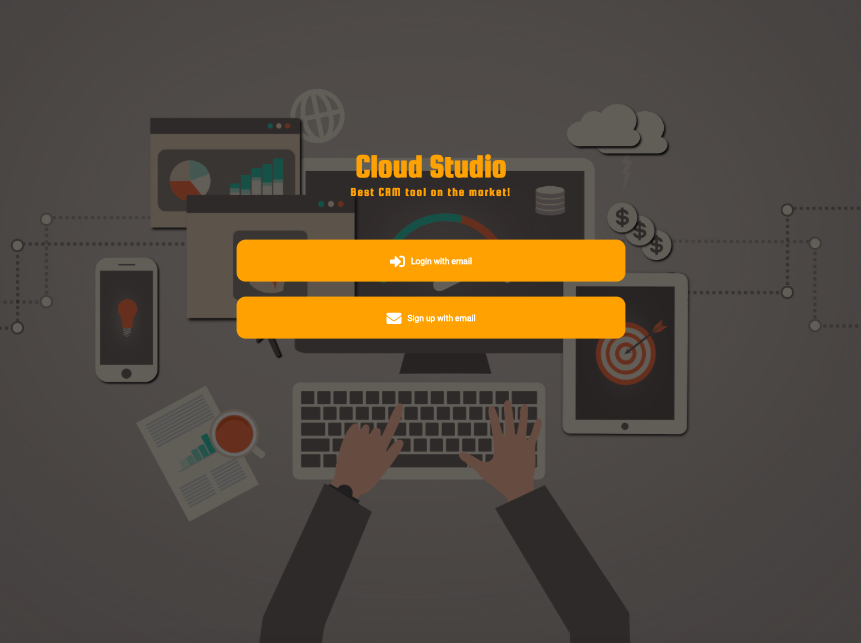 Cloud Studio
Best CRM tool on the market!
Login with email
Sign up with email
$
$
$